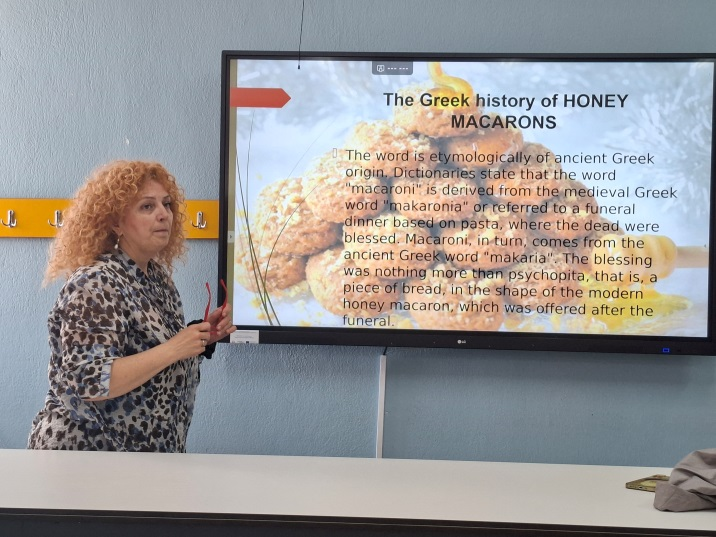 The Greek history of HONEY
MACARONS
The word is etymologically of ancient Greek
origin. Dictionaries state that the word
"macaroni" is derived from the medieval Greek
word "makaronia" or referred to a funeral
dinner based on pasta, where the dead were
blessed. Macaroni, in turn, comes from the
ancient Greek word "makaria". The blessing
was nothing more than psychopita, that is, a
piece of bread, in the shape of the modern
honey macaron, which was offered after the
funeral.
LG